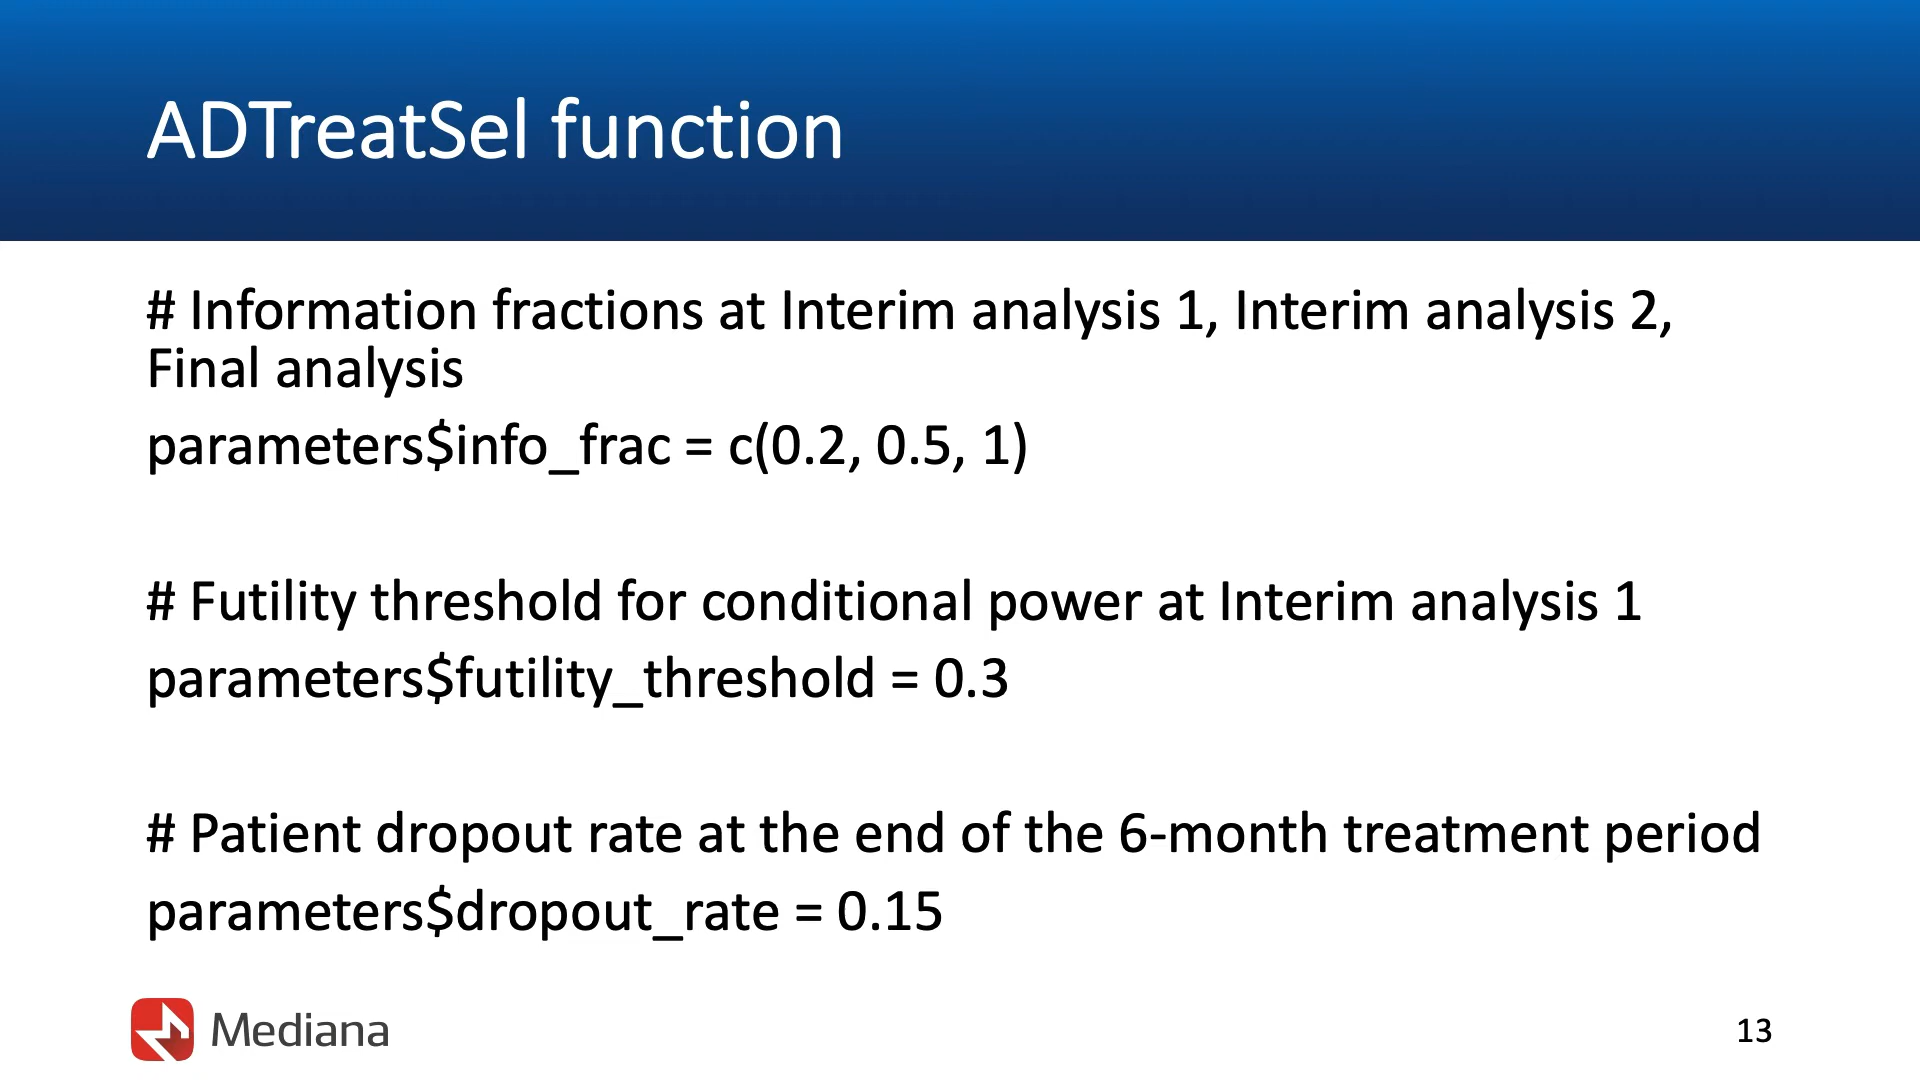 ADTreatSel function
# Information fractions at Interim analysis 1, Interim analysis 2,
Final analysis
parameters$info_frac = c(0.2, 0.5, 1)
# Futility threshold for conditional power at Interim analysis 1
parameters$futility_threshold = 0.3
# Patient dropout rate at the end of the 6-month treatment period
parameters$dropout_rate = 0.15
Mediana
13